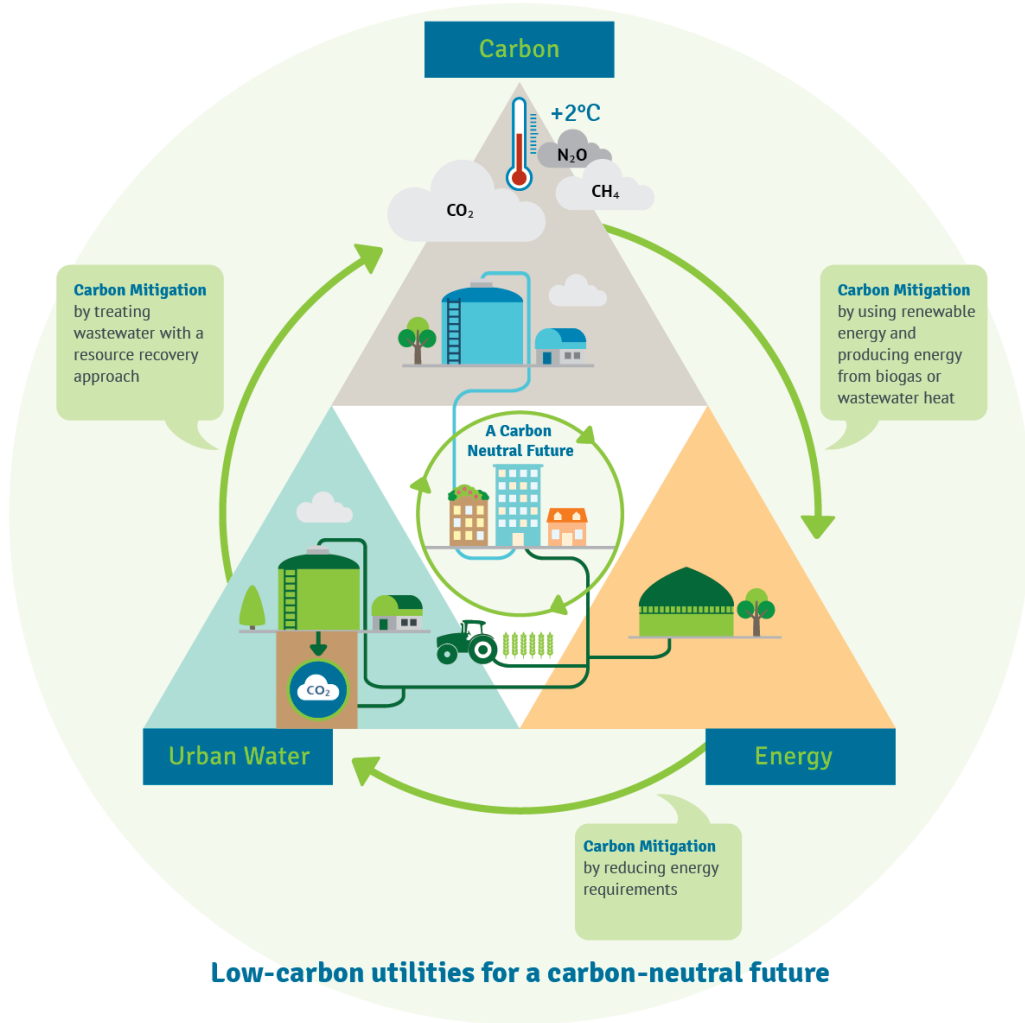 Carbon
+2°C
N₂O
CH₄
CO₂
Carbon Mitigation
by treating
wastewater with a
resource recovery
approach
Carbon Mitigation
by using renewable
energy and
producing energy
from biogas or
wastewater heat
A Carbon
Neutral Future
CO₂
Urban Water
Energy
Carbon Mitigation
by reducing energy
requirements
Low-carbon utilities for a carbon-neutral future